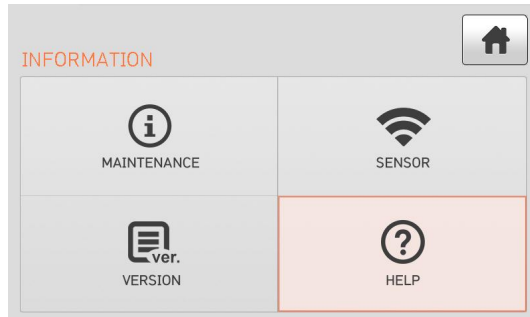 INFORMATION
MAINTENANCE
SENSOR
ver.
VERSION
HELP